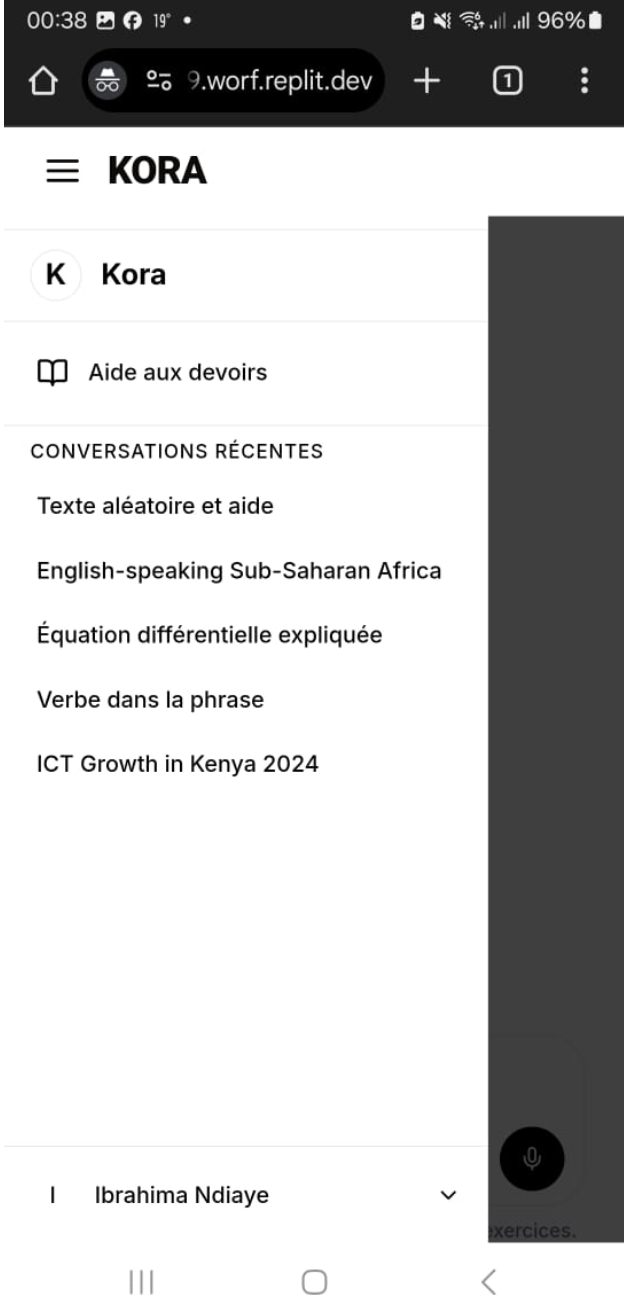 00:38 19° 96%
9.worf.replit.dev 1
KORA
K Kora
Aide aux devoirs
CONVERSATIONS RÉCENTES
Texte aléatoire et aide
English-speaking Sub-Saharan Africa
Équation différentielle expliquée
Verbe dans la phrase
ICT Growth in Kenya 2024
I Ibrahima Ndiaye
exercices.